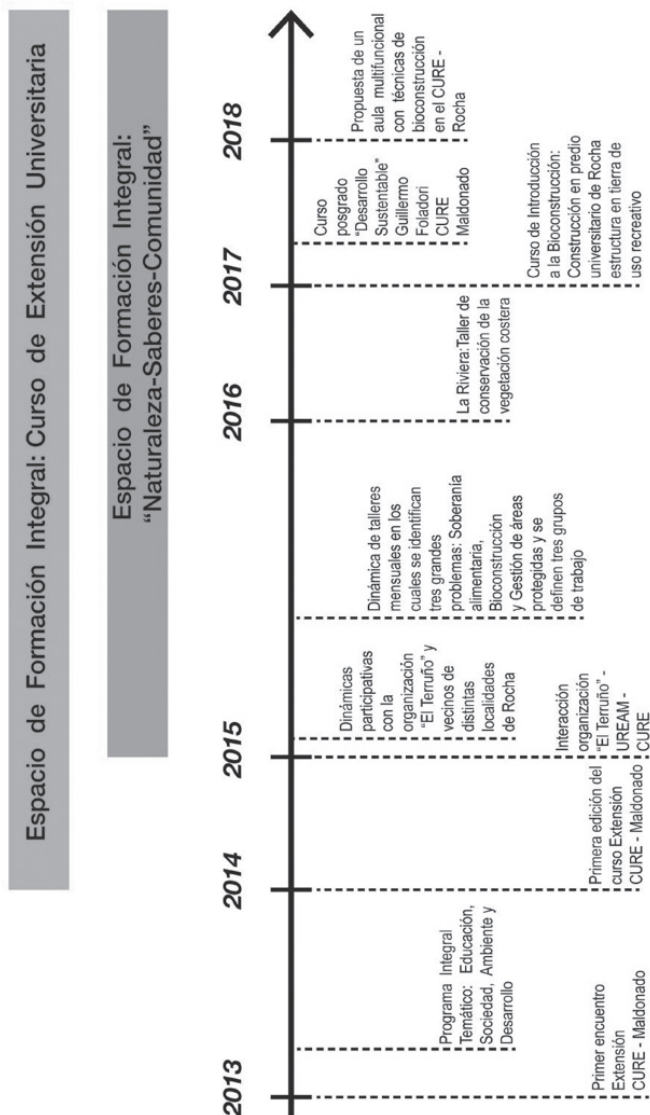 Espacio de Formación Integral: Curso de Extensión Universitaria
Espacio de Formación Integral:
“Naturaleza-Saberes-Comunidad”
2013
2014
2015
2016
2017
2018
Primer encuentro
Extensión
CURE - Maldonado
Programa Integral
Temático: Educación,
Sociedad, Ambiente y
Desarrollo
Primera edición del
curso Extensión
CURE - Maldonado
Interacción
organización
“El Terruño” -
UREAM -
CURE
Dinámicas
participativas
con la
organización
“El Terruño” y
vecinos de
distintas
localidades
de Rocha
Dinámica de talleres
mensuales en los
cuales se identifican
tres grandes
problemas: Soberanía
alimentaria,
Bioconstrucción
y Gestión de áreas
protegidas y se
definen tres grupos
de trabajo
La Riviera:Taller de
conservación de la
vegetación costera
Curso de Introducción
a la Bioconstrucción:
Construcción en predio
universitario de Rocha
estructura en tierra de
uso recreativo
Curso
posgrado
“Desarrollo
Sustentable”
Guillermo
Foladori
CURE
Maldonado
Propuesta de un
aula multifuncional
con técnicas de
bioconstrucción
en el CURE -
Rocha